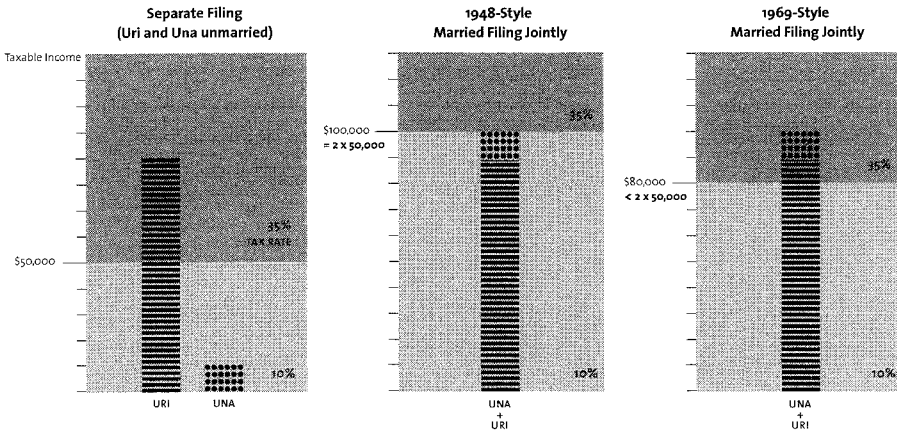 Separate Filing
(Uri and Una unmarried)
Taxable Income
$50,000
35%
TAX RATE
10%
URI
UNA
1948-Style
Married Filing Jointly
$100,000
= 2 x 50,000
35%
10%
UNA
+
URI
1969-Style
Married Filing Jointly
$80,000
< 2 x 50,000
35%
10%
UNA
+
URI